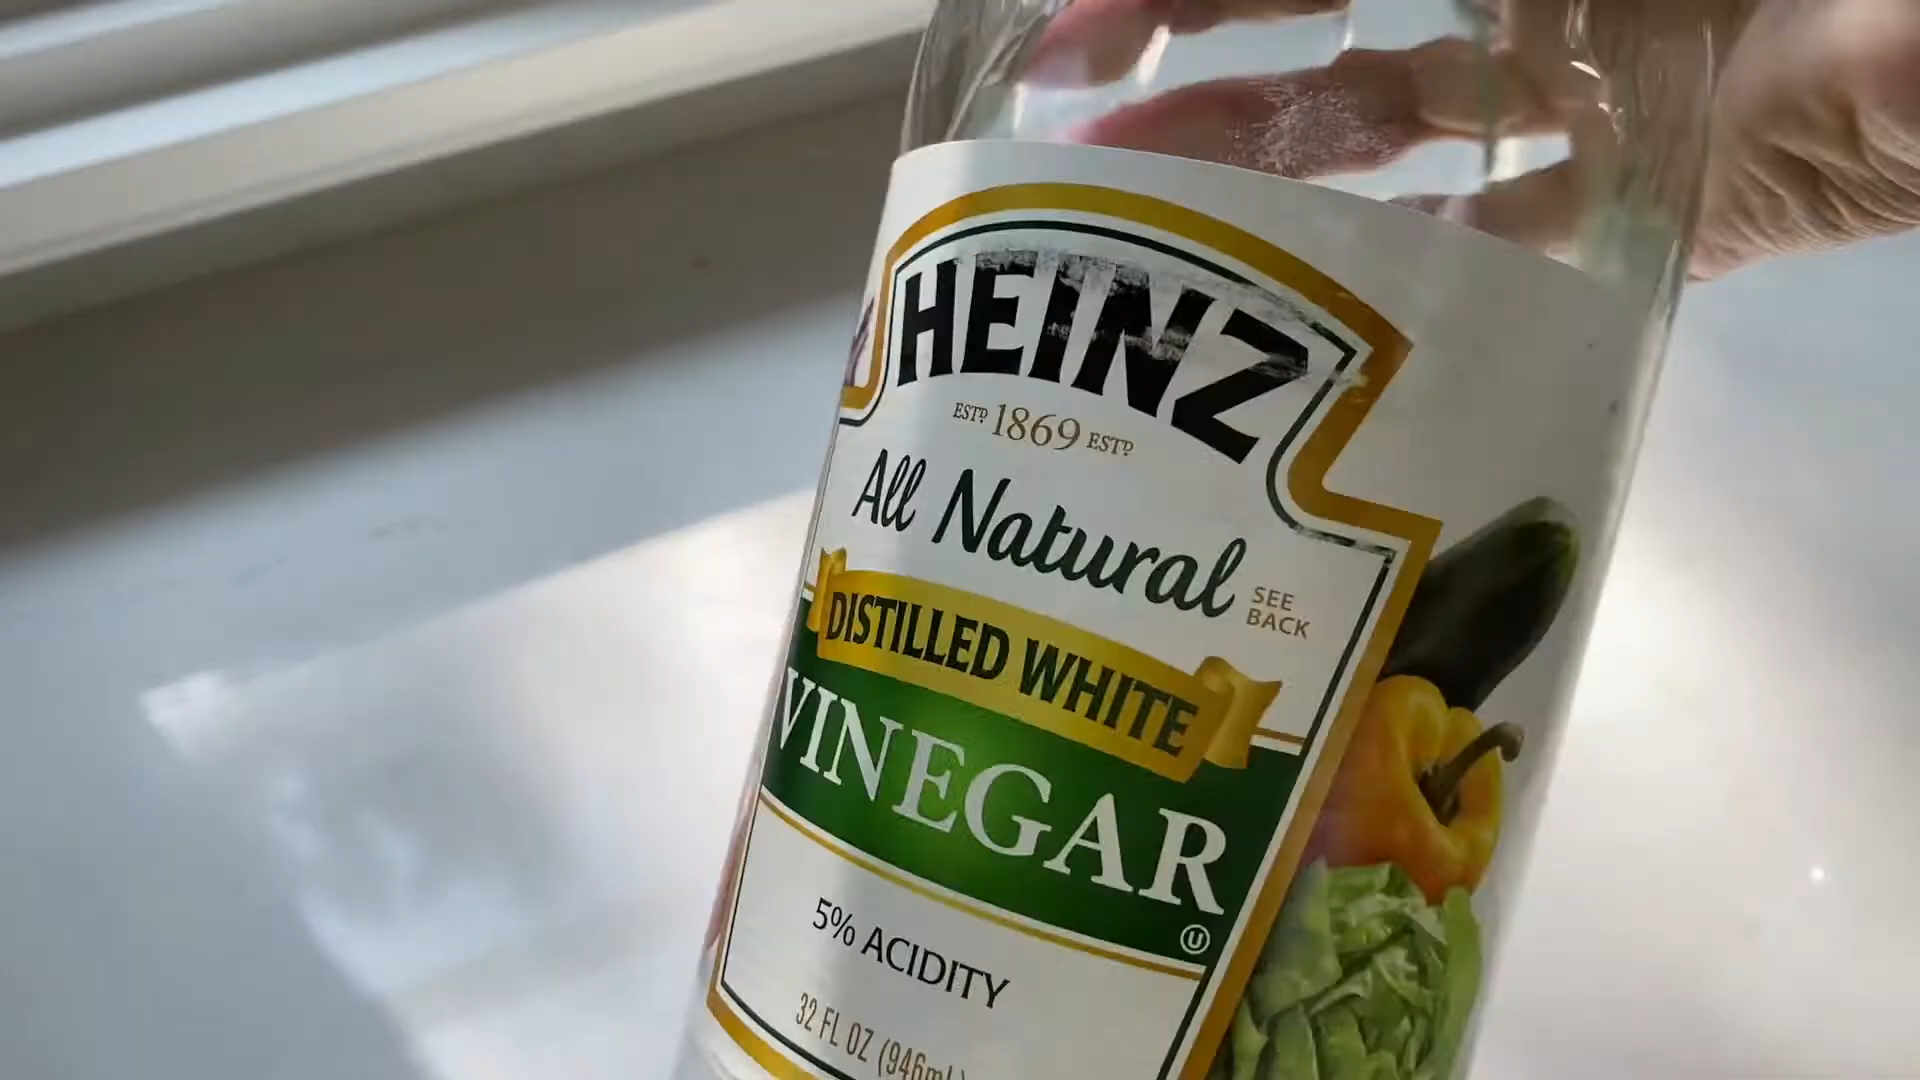 HEINZ
ESTD 1869 ESTD
All Natural
SEE
BACK
DISTILLED WHITE
VINEGAR
U
5% ACIDITY
32 FL OZ (946mL)